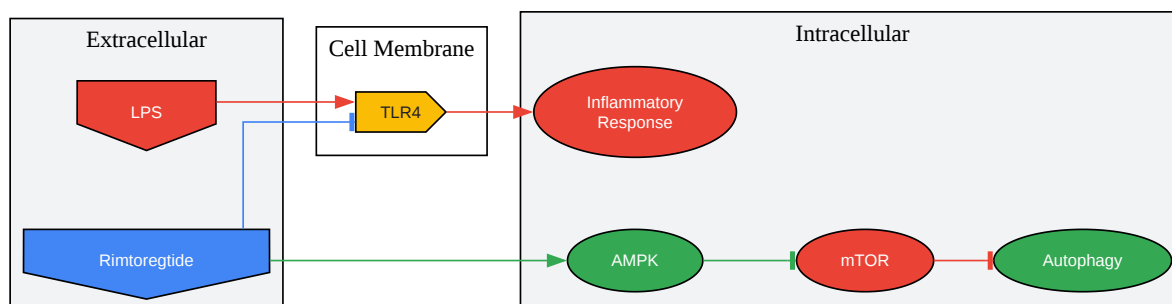 Extracellular
Cell Membrane
Intracellular
LPS
TLR4
Inflammatory
Response
Rimtoregtide
AMPK
mTOR
Autophagy